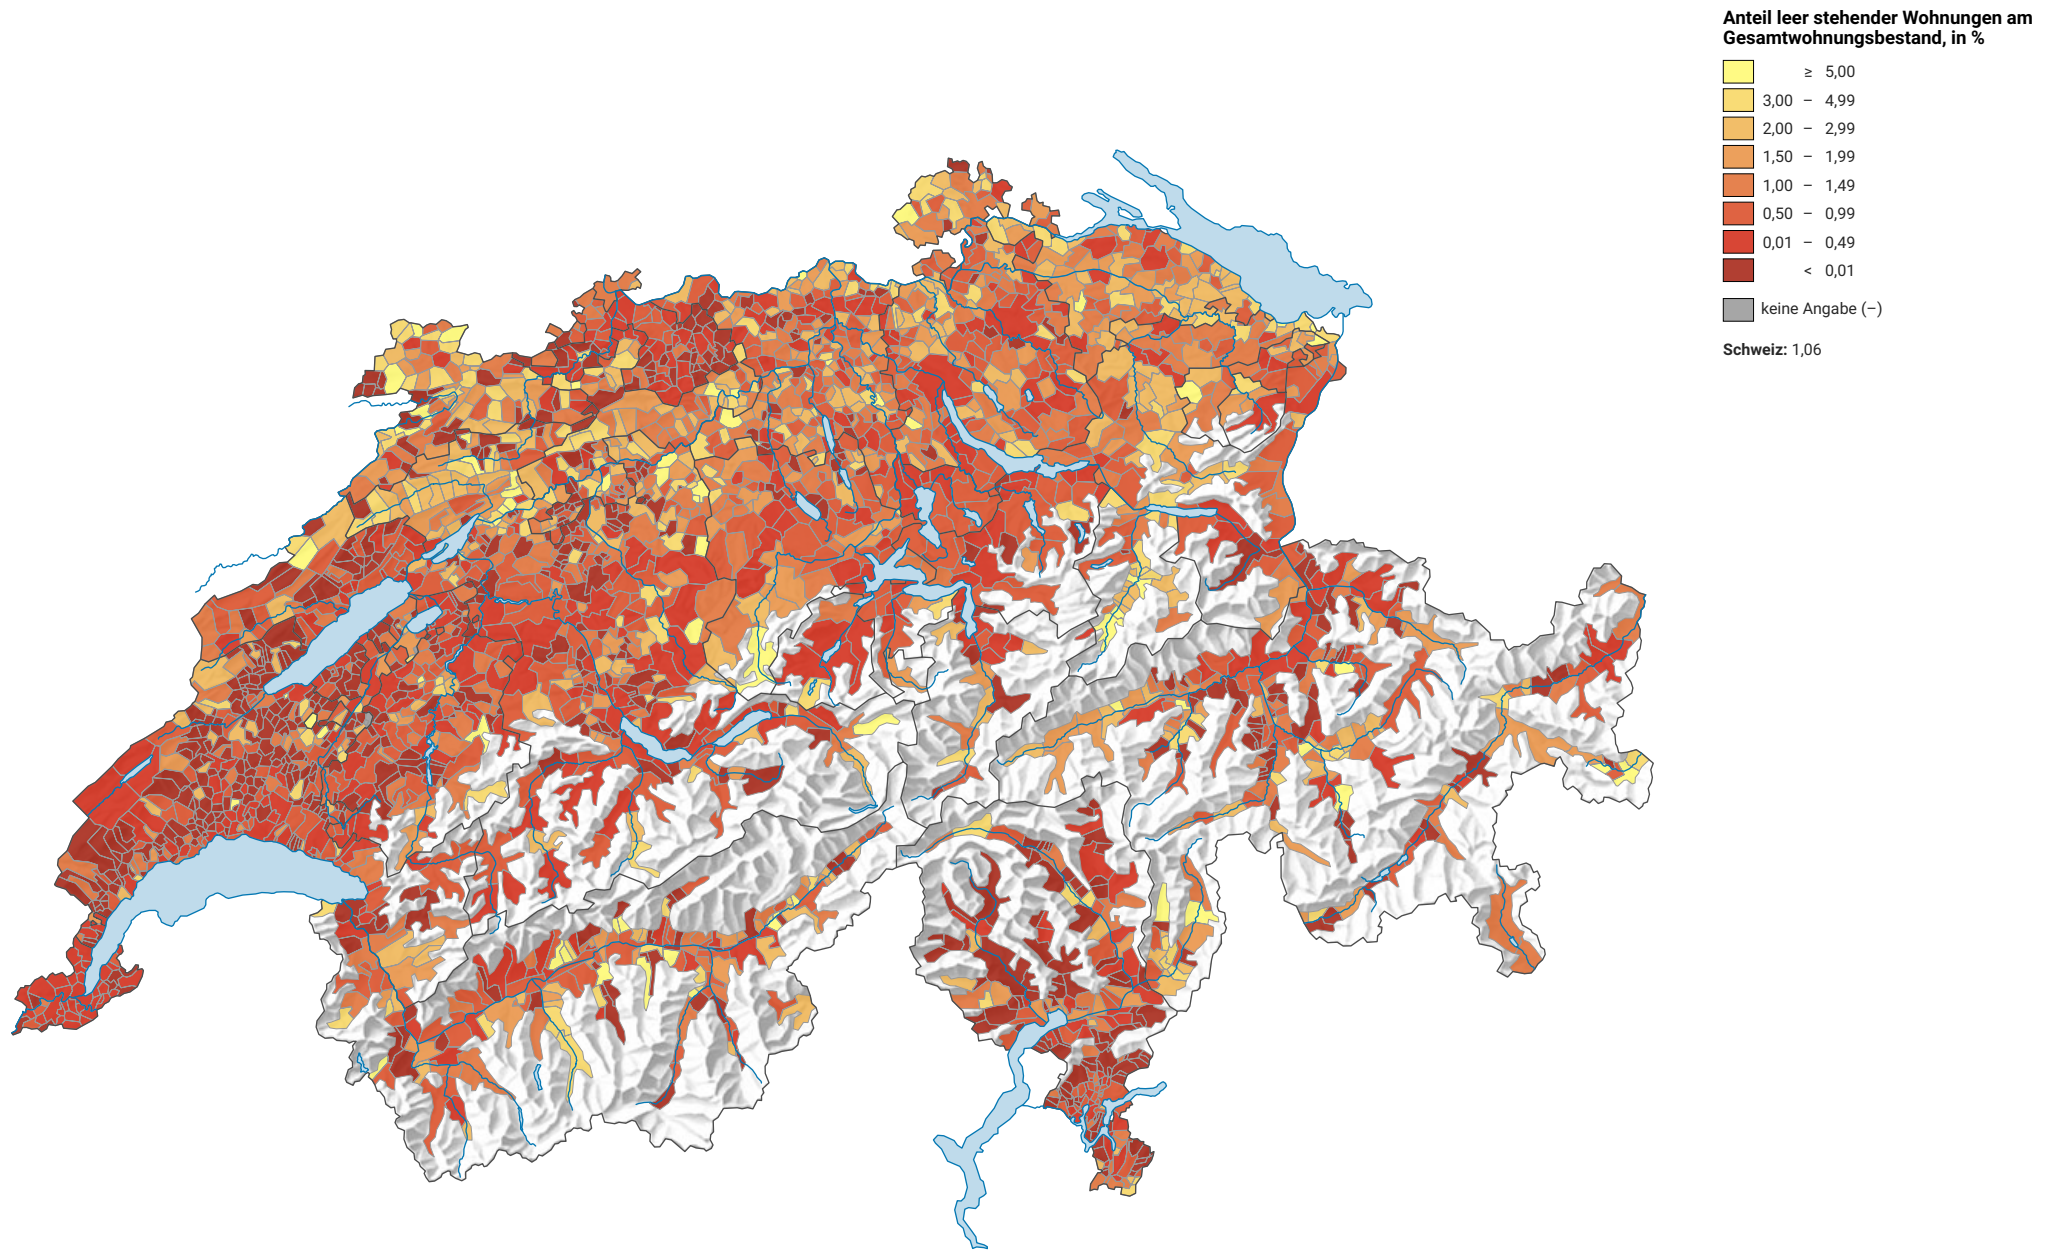 Anteil leer stehender Wohnungen am
Gesamtwohnungsbestand, in %
≥ 5,00
3,00 – 4,99
2,00 – 2,99
1,50 – 1,99
1,00 – 1,49
0,50 – 0,99
0,01 – 0,49
< 0,01
keine Angabe (–)
Schweiz: 1,06